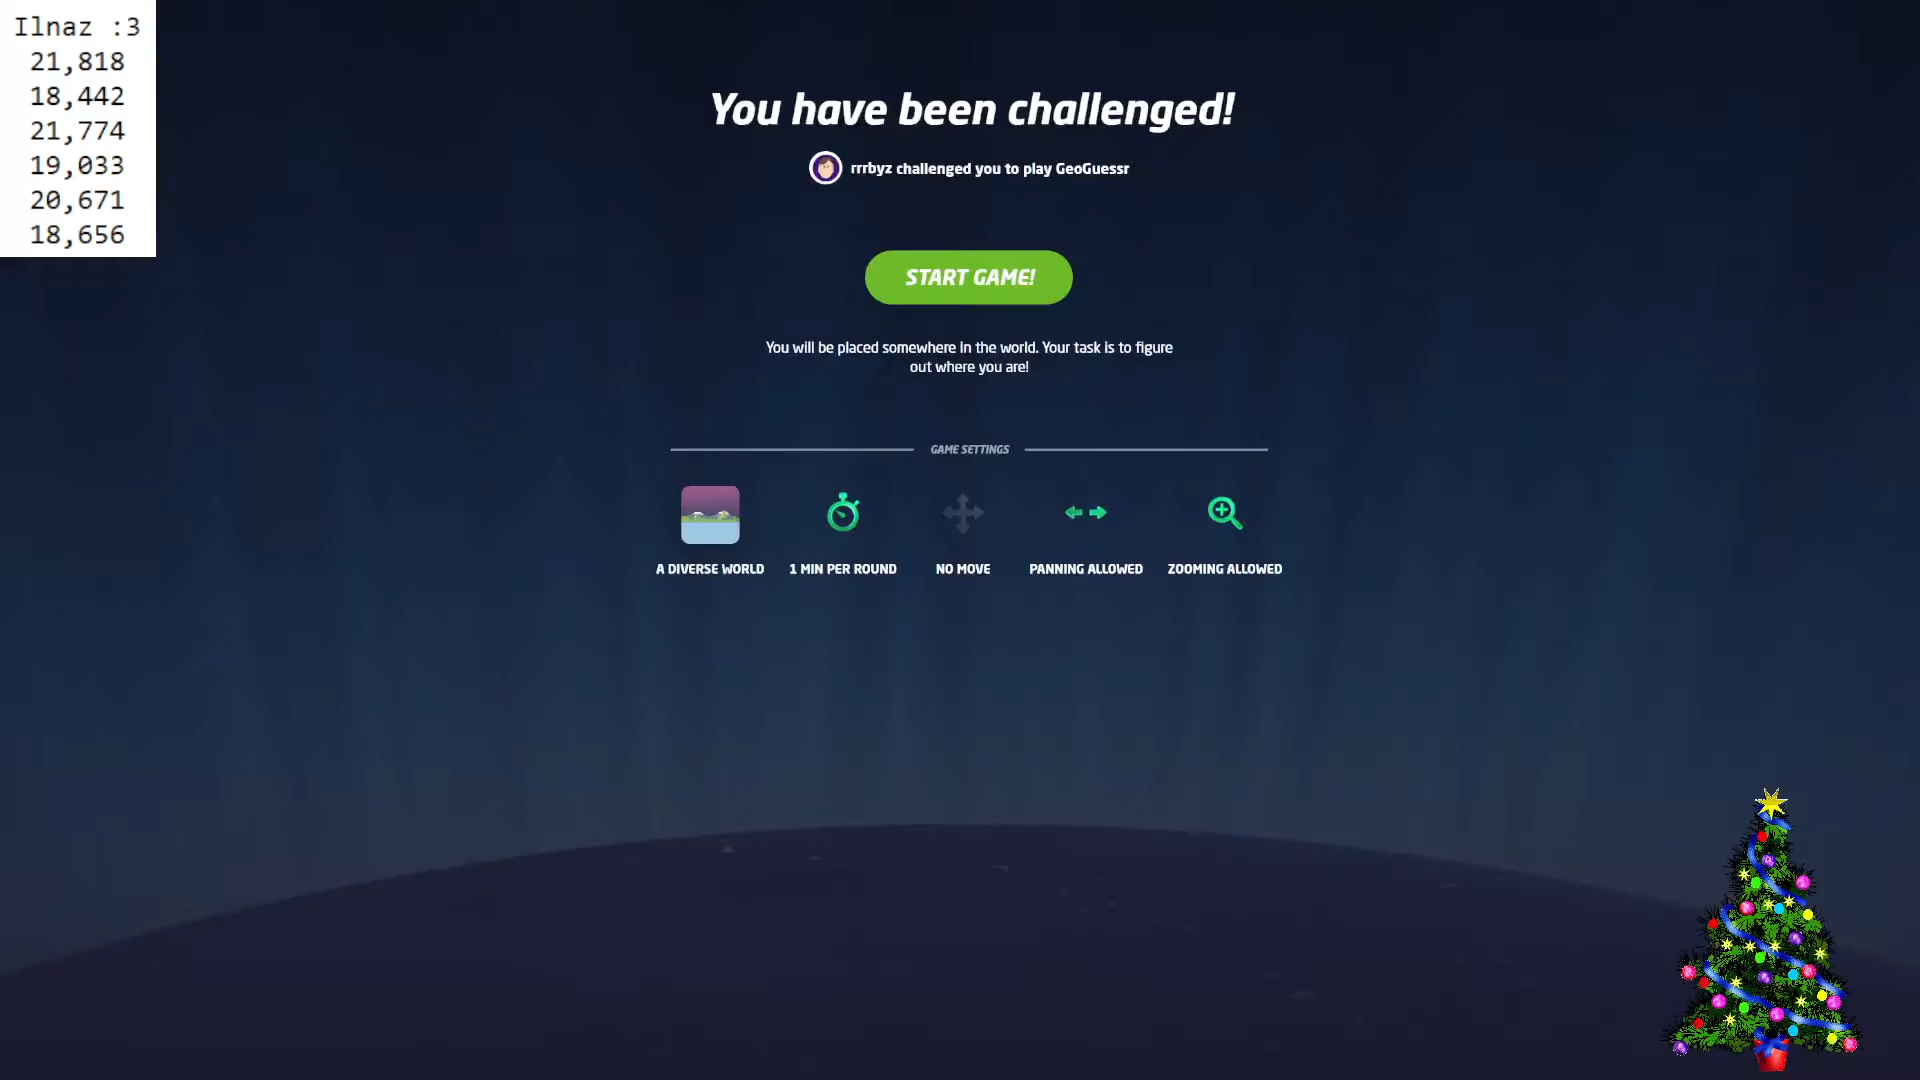 Ilnaz :3
21,818
18,442
21,774
19,033
20,671
18,656
You have been challenged!
rrrbyz challenged you to play GeoGuessr
START GAME!
You will be placed somewhere in the world. Your task is to figure
out where you are!
GAME SETTINGS
A DIVERSE WORLD
1 MIN PER ROUND
NO MOVE
PANNING ALLOWED
ZOOMING ALLOWED